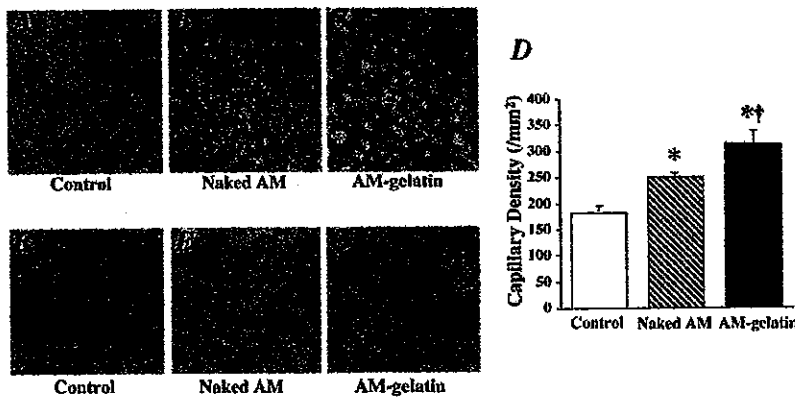 Control Naked AM AM-gelatin
Control Naked AM AM-gelatin
D
Capillary Density (/mm²)
400
350
300
250
200
150
100
50
0
*
*†
Control Naked AM AM-gelatin